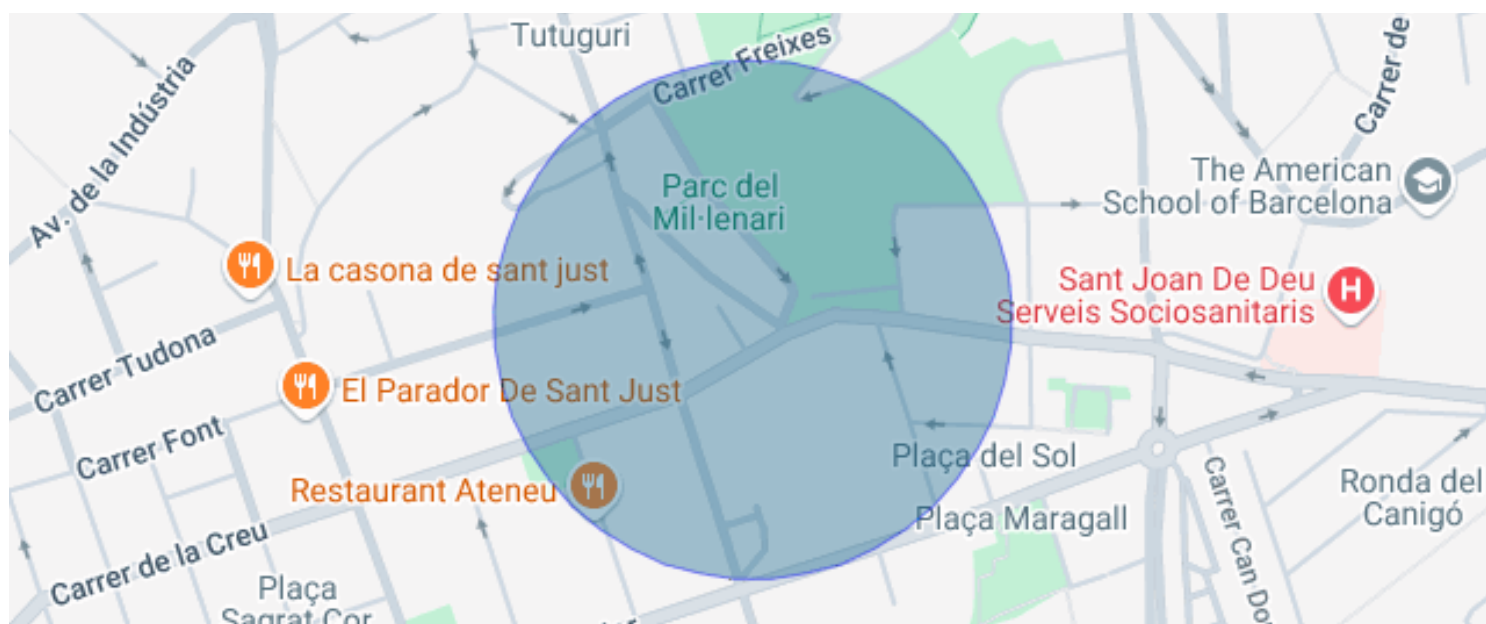 Tutuguri
Carrer Freixes
Carrer de
Av. de la Indústria
The American
School of Barcelona
Parc del
Mil·lenari
La casona de sant just
Sant Joan De Deu
Serveis Sociosanitaris
H
Carrer Tudona
El Parador De Sant Just
Carrer Font
Plaça del Sol
Restaurant Ateneu
Ronda del
Canigó
Plaça Maragall
Carrer de la Creu
Carrer Can
Plaça
Sagrat Cor